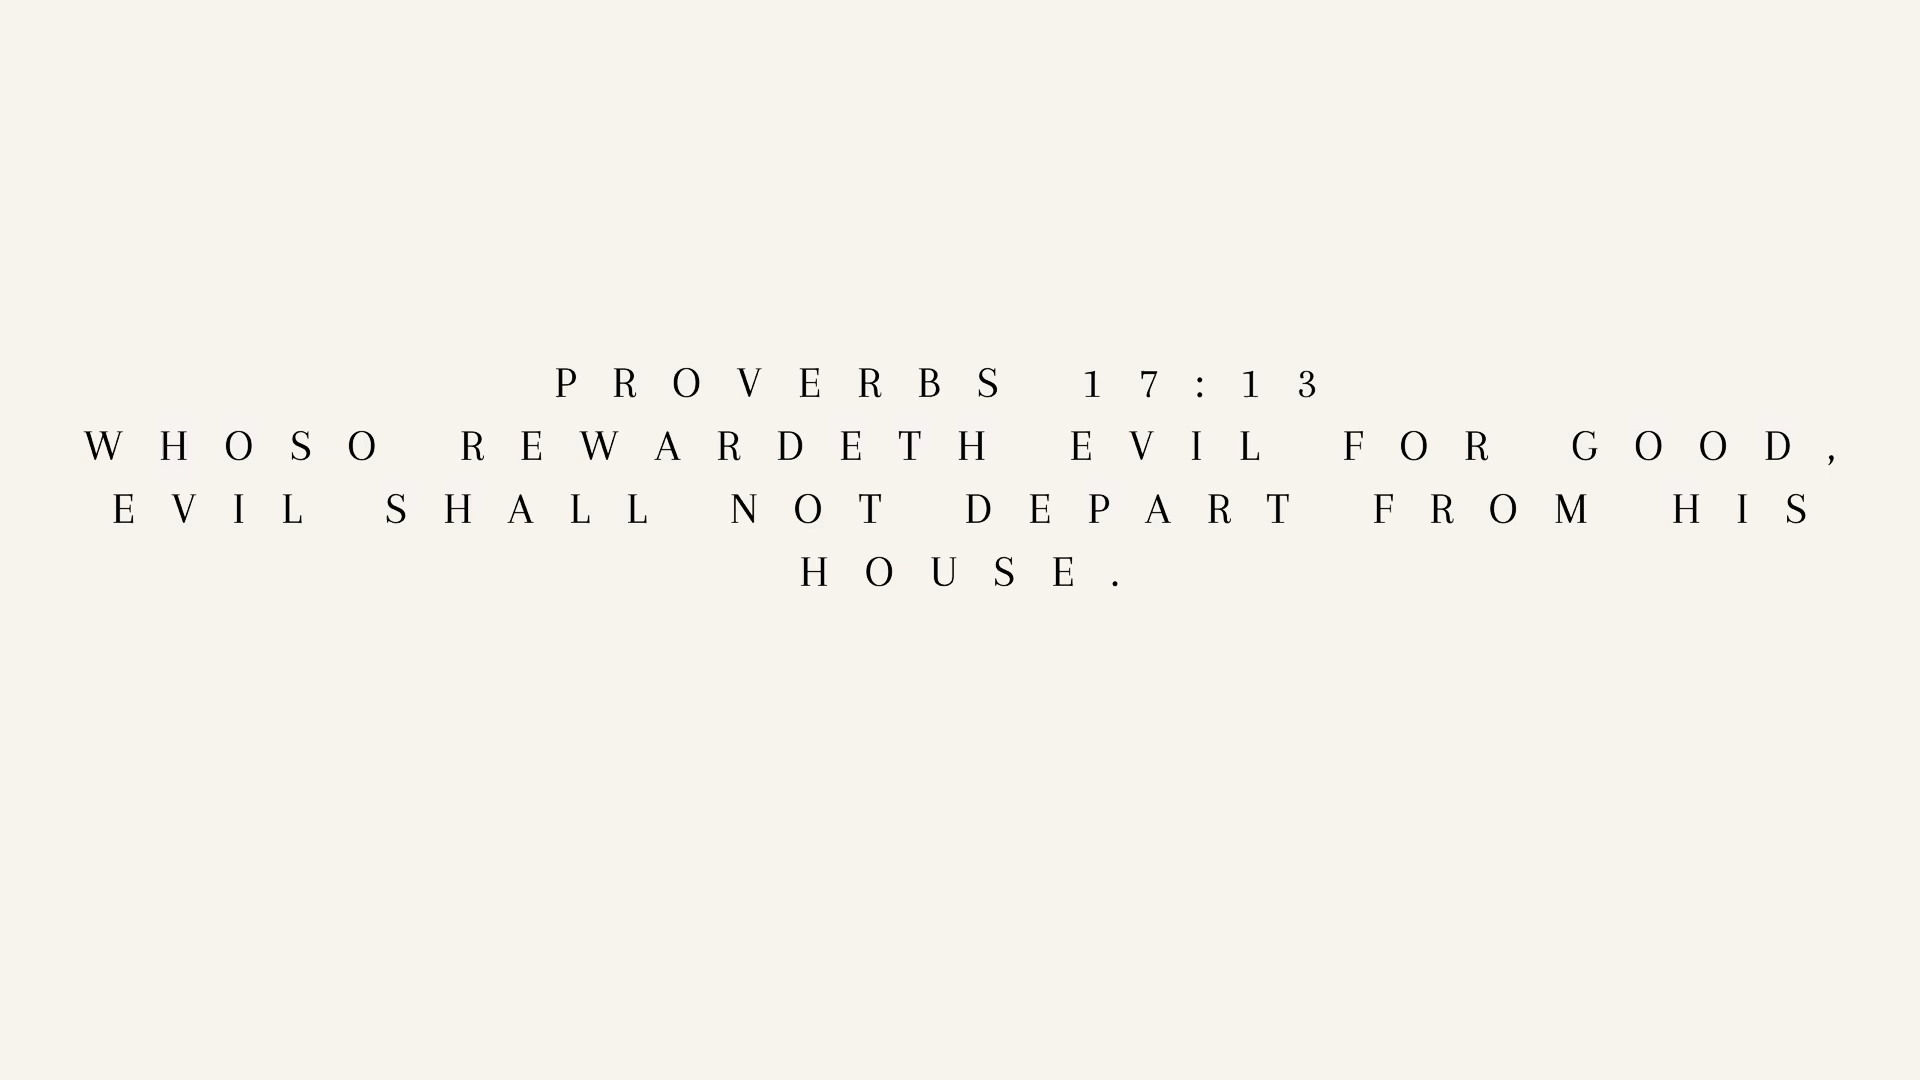 PROVERBS 17:13
WHOSO REWARDETH EVIL FOR GOOD,
EVIL SHALL NOT DEPART FROM HIS
HOUSE.